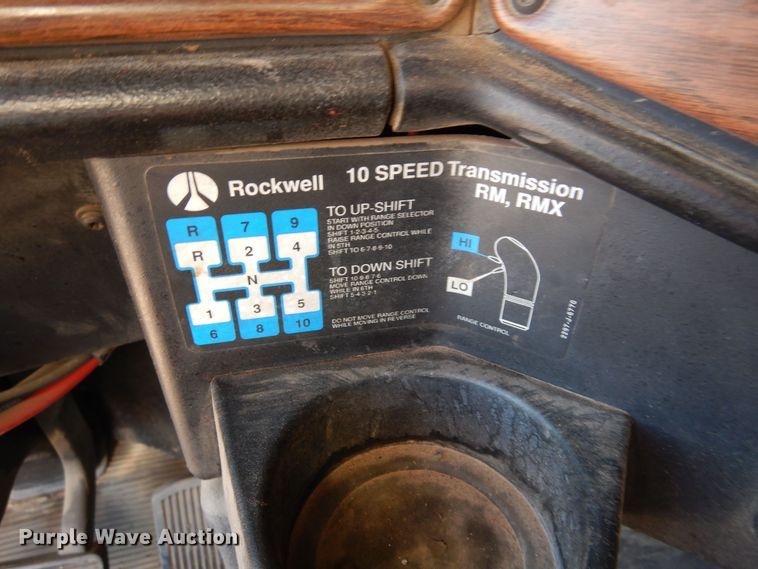 Rockwell 10 SPEED Transmission
RM, RMX
R 7 9
R 2 4
N
1 3 5
6 8 10
TO UP-SHIFT
START WITH RANGE SELECTOR
IN DOWN POSITION
SHIFT 1-2-3-4-5
RAISE RANGE CONTROL WHILE
IN 5TH
SHIFT TO 6-7-8-9-10
TO DOWN SHIFT
SHIFT 10-9-8-7-6
MOVE RANGE CONTROL DOWN
WHILE IN 6TH
SHIFT 5-4-3-2-1
DO NOT MOVE RANGE CONTROL
WHILE MOVING IN REVERSE
HI
LO
RANGE CONTROL
2297-J-6770
Purple Wave Auction